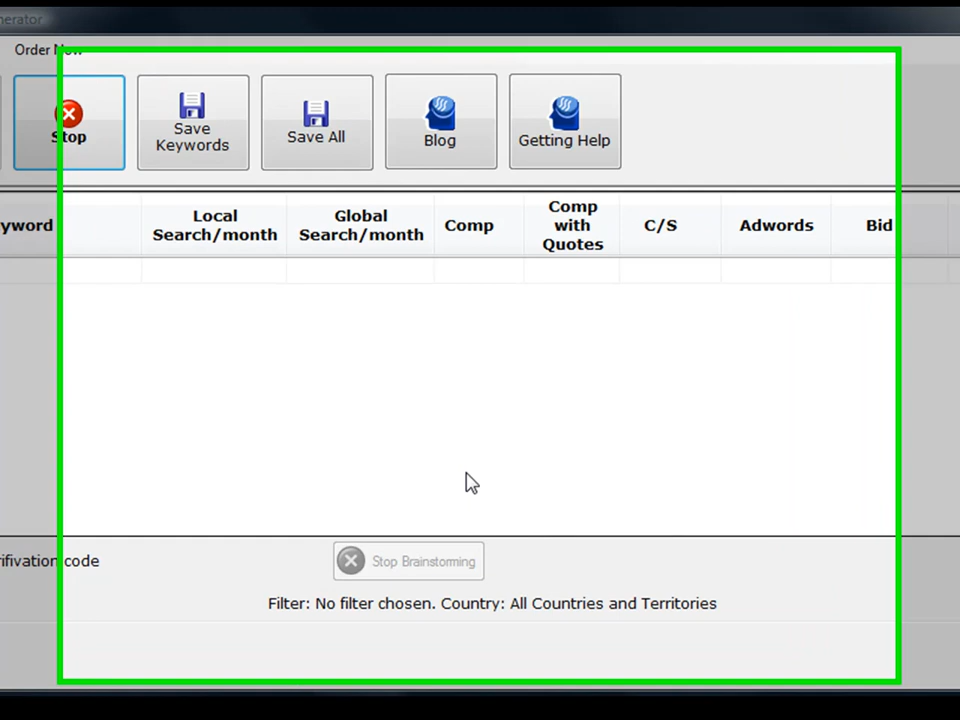 nerator
Order Now
Stop
Save
Keywords
Save All
Blog
Getting Help
yword
Local
Search/month
Global
Search/month
Comp
Comp
with
Quotes
C/S
Adwords
Bid
rifivation code
Stop Brainstorming
Filter: No filter chosen. Country: All Countries and Territories